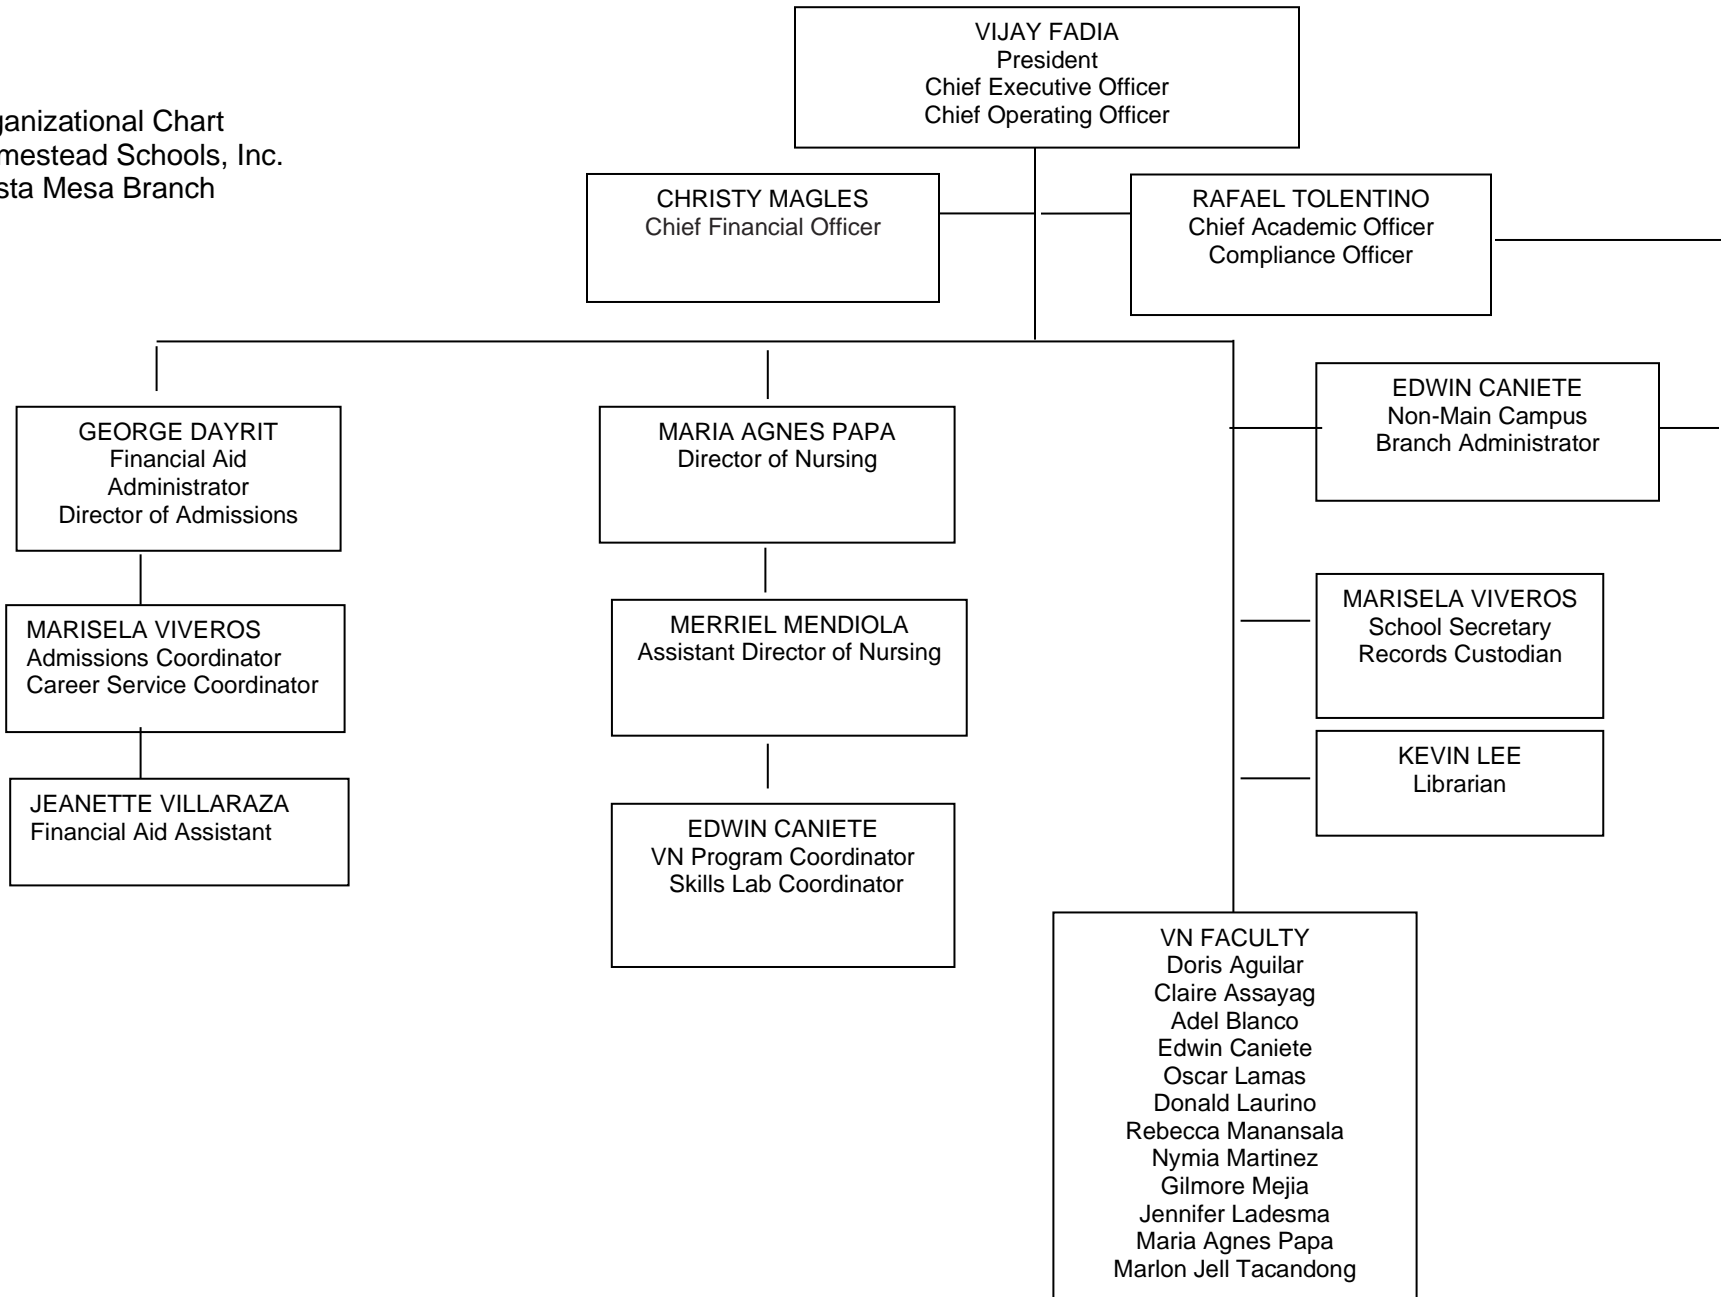 VIJAY FADIA
President
Chief Executive Officer
Chief Operating Officer
ganizational Chart
mestead Schools, Inc.
sta Mesa Branch
CHRISTY MAGLES
Chief Financial Officer
RAFAEL TOLENTINO
Chief Academic Officer
Compliance Officer
EDWIN CANIETE
Non-Main Campus
Branch Administrator
GEORGE DAYRIT
Financial Aid
Administrator
Director of Admissions
MARIA AGNES PAPA
Director of Nursing
MARISELA VIVEROS
School Secretary
Records Custodian
MARISELA VIVEROS
Admissions Coordinator
Career Service Coordinator
MERRIEL MENDIOLA
Assistant Director of Nursing
KEVIN LEE
Librarian
JEANETTE VILLARAZA
Financial Aid Assistant
EDWIN CANIETE
VN Program Coordinator
Skills Lab Coordinator
VN FACULTY
Doris Aguilar
Claire Assayag
Adel Blanco
Edwin Caniete
Oscar Lamas
Donald Laurino
Rebecca Manansala
Nymia Martinez
Gilmore Mejia
Jennifer Ladesma
Maria Agnes Papa
Marlon Jell Tacandong